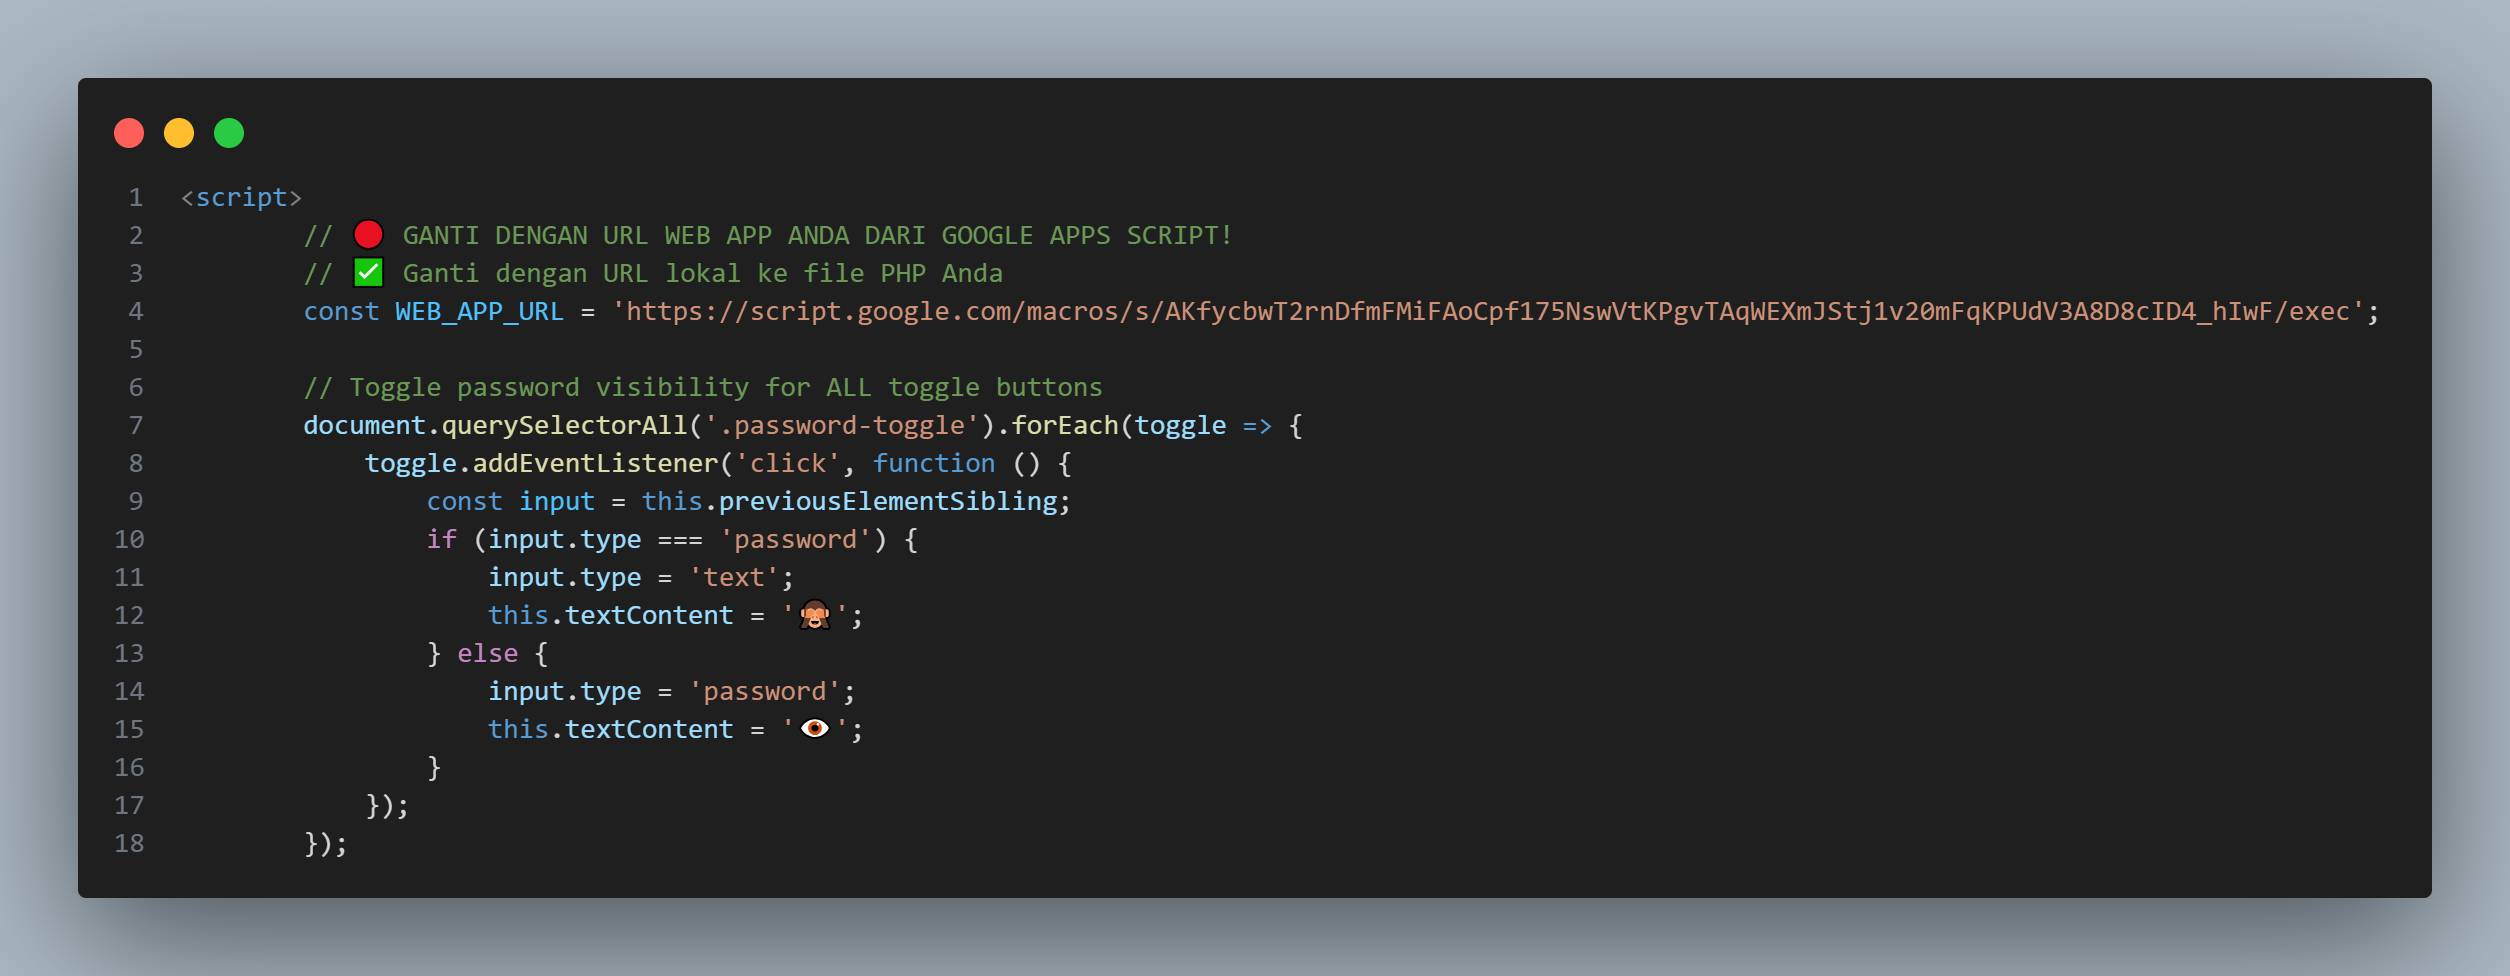 1 <script>
2 // 🔴 GANTI DENGAN URL WEB APP ANDA DARI GOOGLE APPS SCRIPT!
3 // ✅ Ganti dengan URL lokal ke file PHP Anda
4 const WEB_APP_URL = 'https://script.google.com/macros/s/AKfycbwT2rnDfmFMiFAoCpf175NswVtKPgvTAqWEXmJStj1v20mFqKPUdV3A8D8cID4_hIwF/exec';
5
6 // Toggle password visibility for ALL toggle buttons
7 document.querySelectorAll('.password-toggle').forEach(toggle => {
8 toggle.addEventListener('click', function () {
9 const input = this.previousElementSibling;
10 if (input.type === 'password') {
11 input.type = 'text';
12 this.textContent = '🙈';
13 } else {
14 input.type = 'password';
15 this.textContent = '👁️';
16 }
17 });
18 });